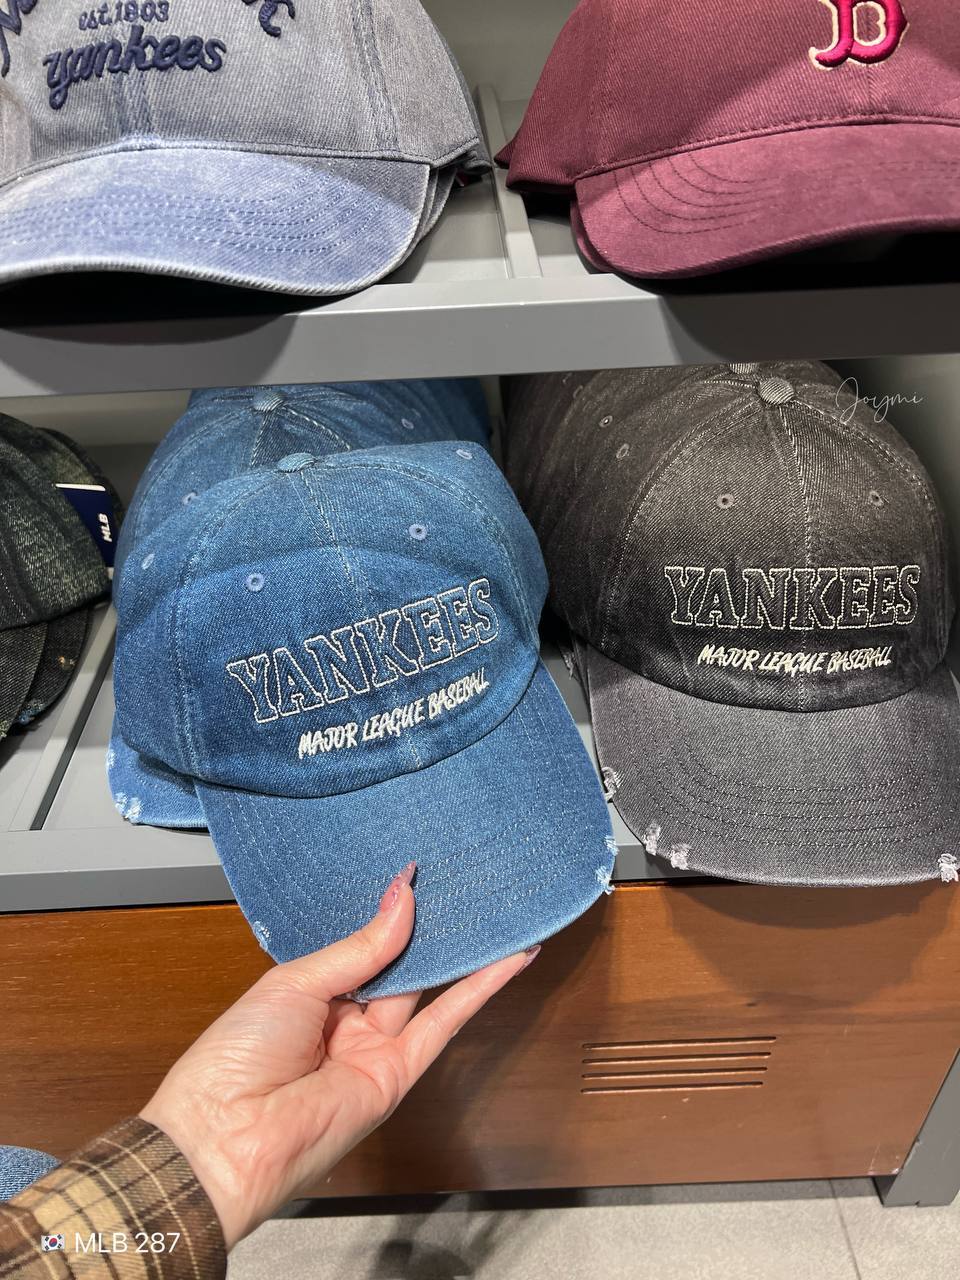 est.1903
yankees
B
Joymi
MLB
YANKEES
MAJOR LEAGUE BASEBALL
YANKEES
MAJOR LEAGUE BASEBALL
🇰🇷 MLB 287